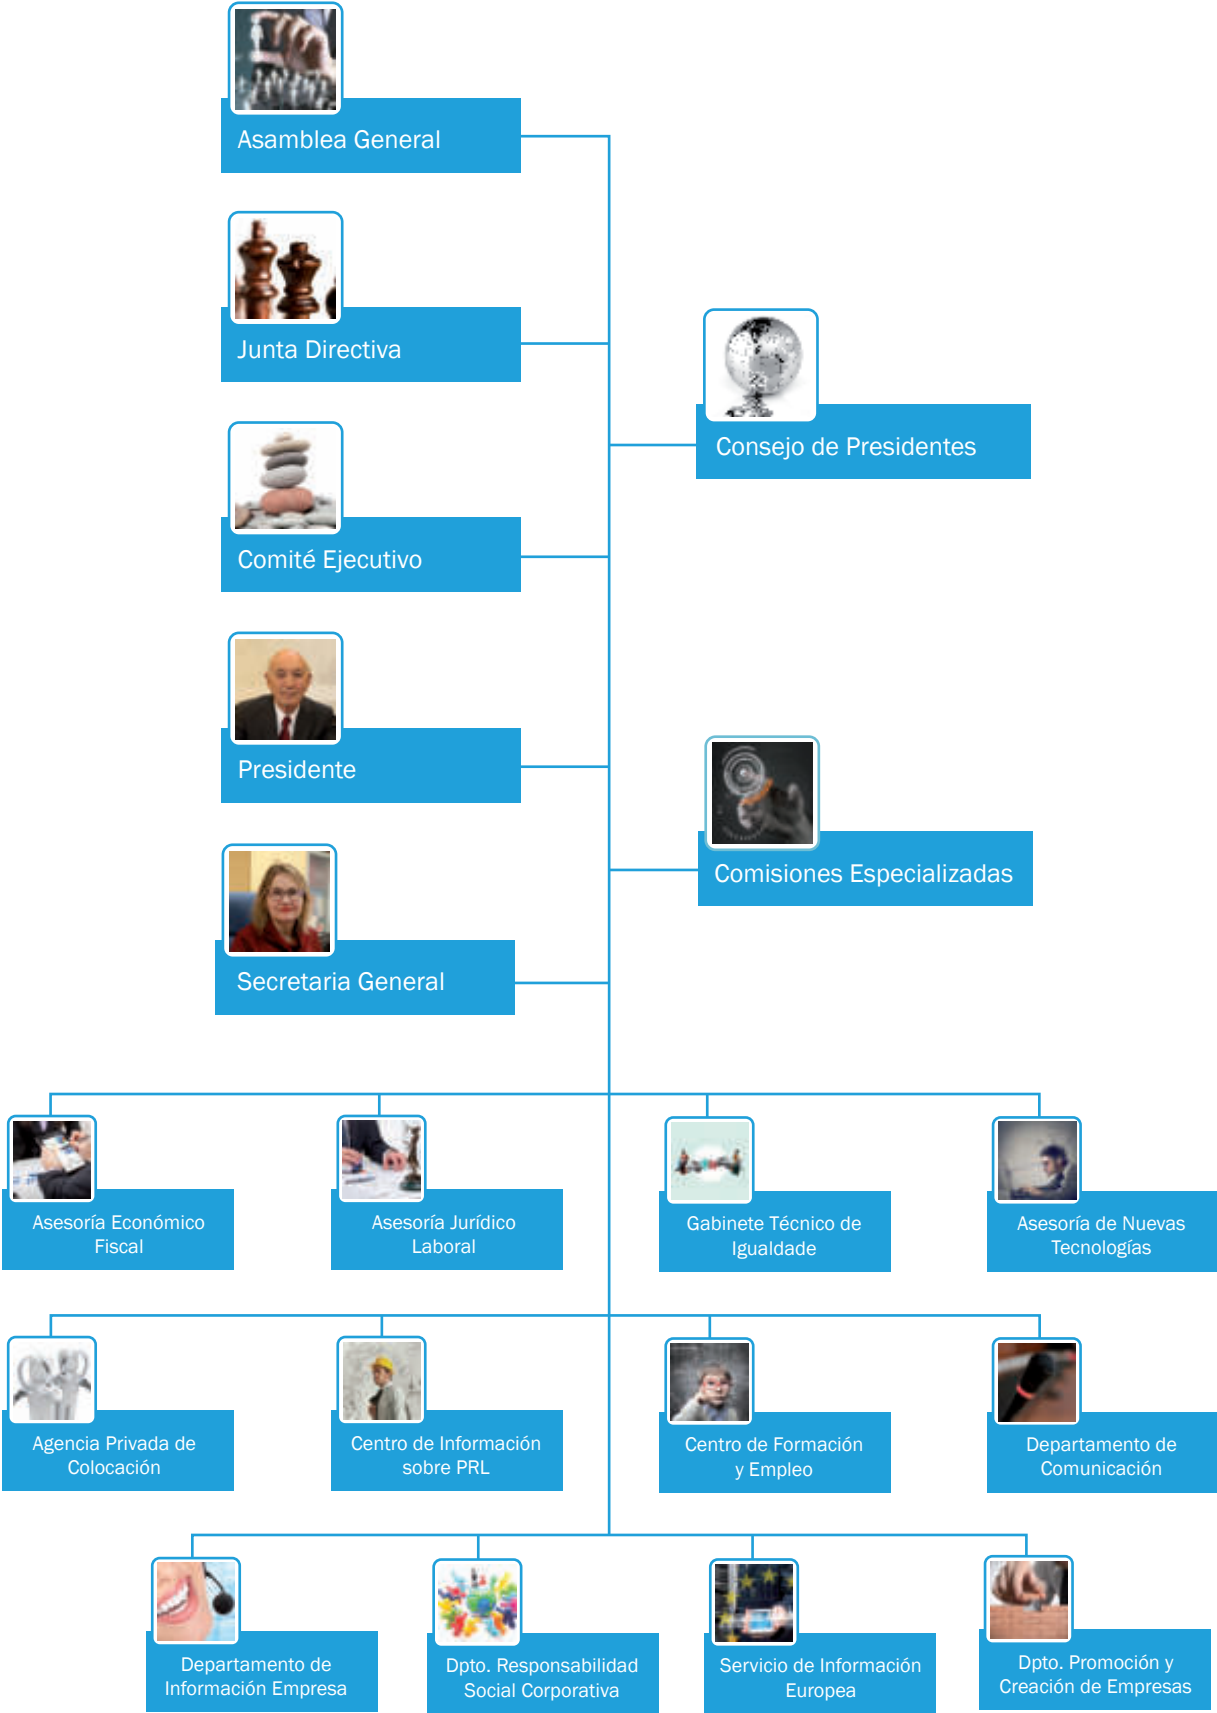 Asamblea General
Junta Directiva
Consejo de Presidentes
Comité Ejecutivo
Presidente
Comisiones Especializadas
Secretaria General
Asesoría Económico
Fiscal
Asesoría Jurídico
Laboral
Gabinete Técnico de
Igualdade
Asesoría de Nuevas
Tecnologías
Agencia Privada de
Colocación
Centro de Información
sobre PRL
Centro de Formación
y Empleo
Departamento de
Comunicación
Departamento de
Información Empresa
Dpto. Responsabilidad
Social Corporativa
Servicio de Información
Europea
Dpto. Promoción y
Creación de Empresas